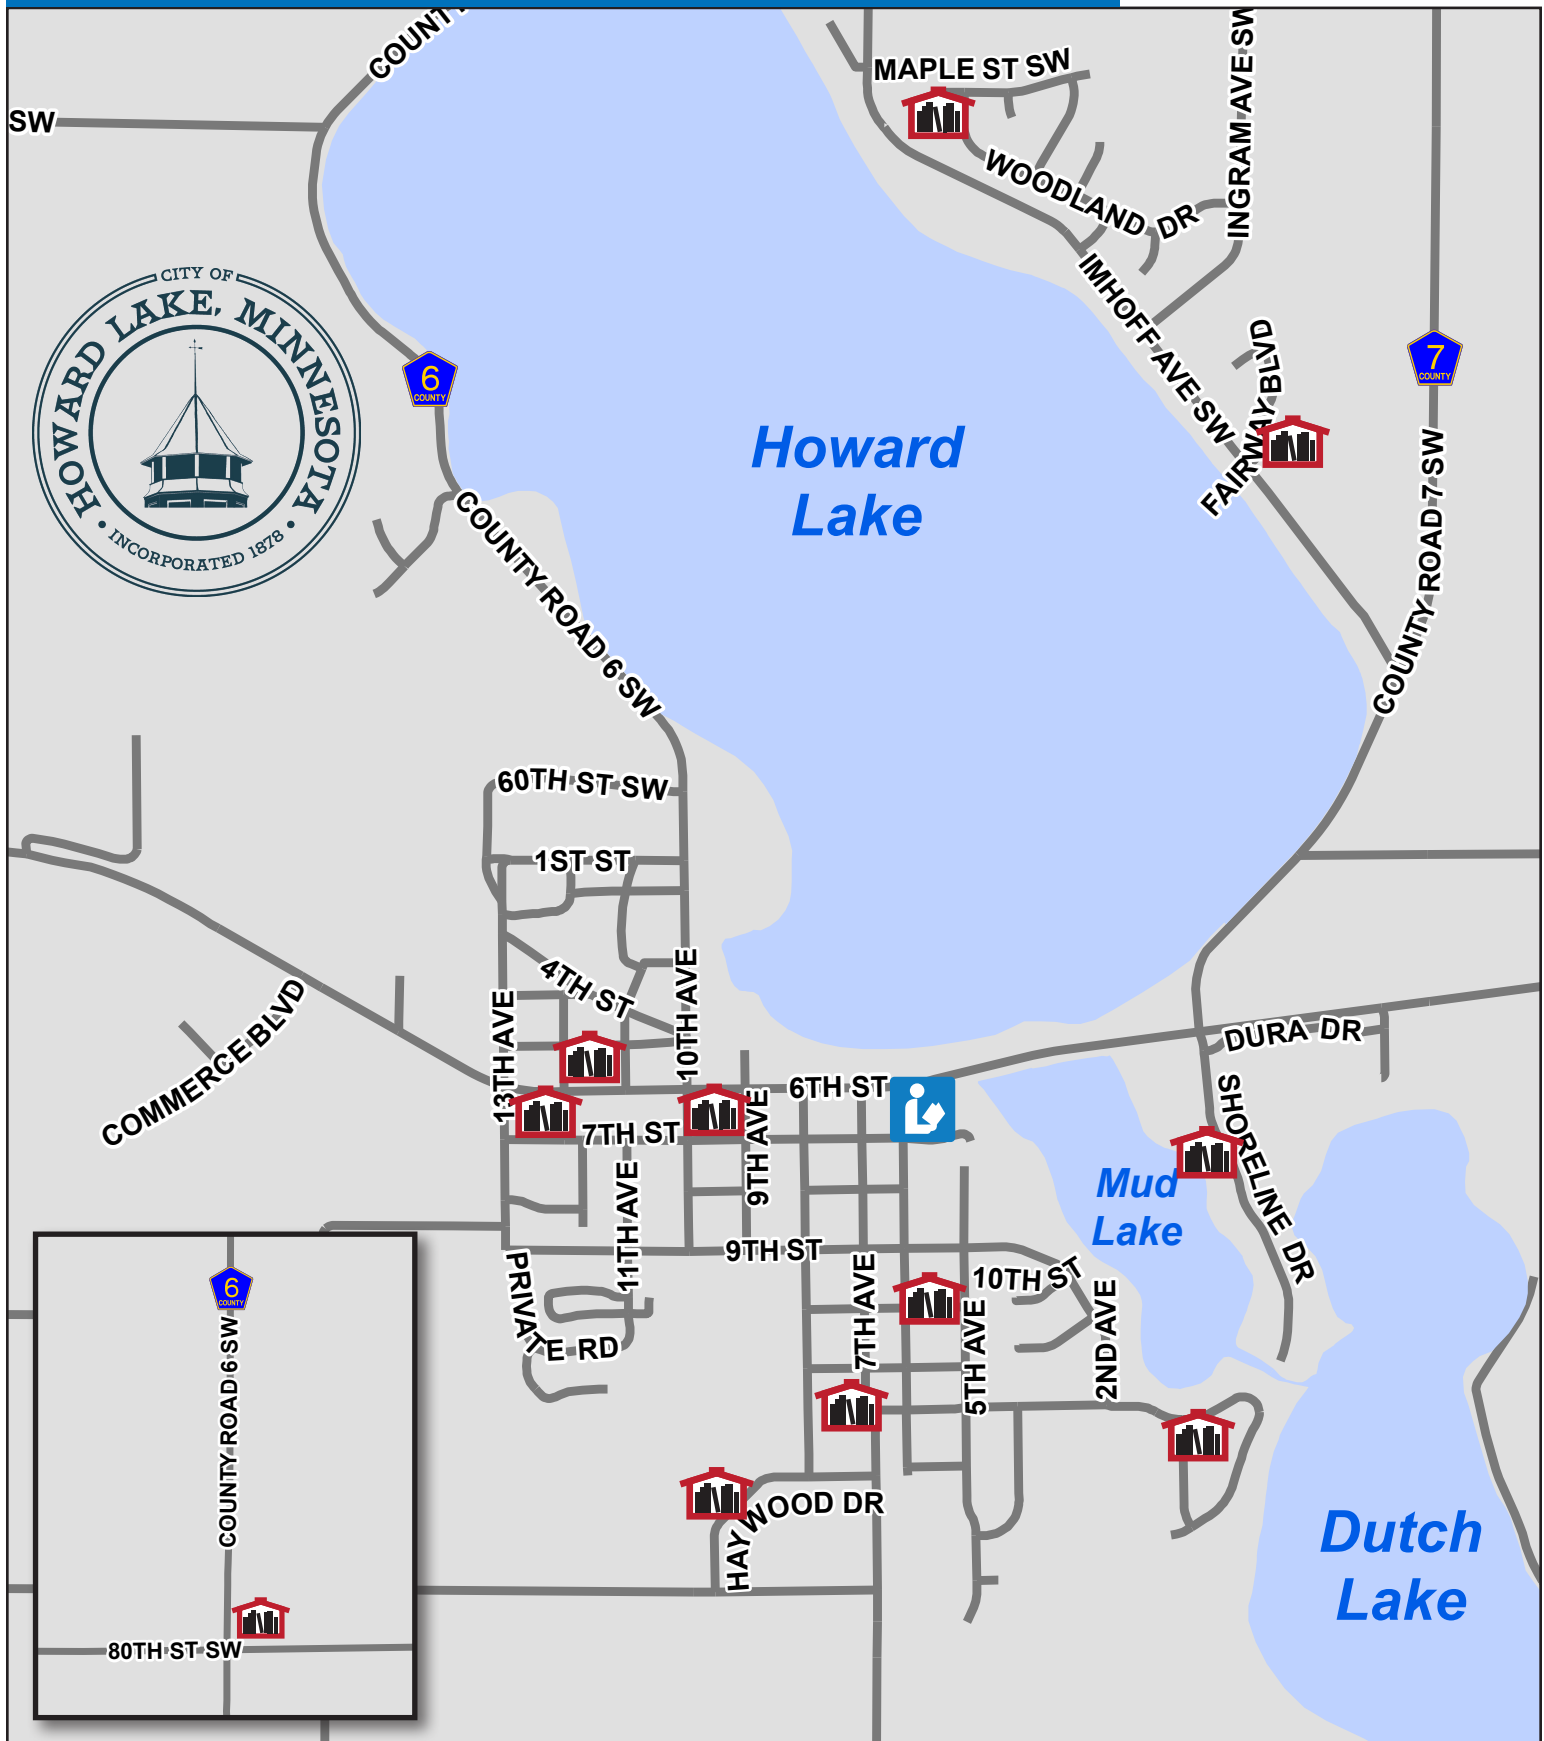 COUNTY
SW
MAPLE ST SW
INGRAM AVE SW
WOODLAND DR
CITY OF
HOWARD LAKE, MINNESOTA
• INCORPORATED 1878 •
IMHOFF AVE SW
FAIRWAY BLVD
6
COUNTY
7
COUNTY
Howard
Lake
COUNTY ROAD 7 SW
COUNTY ROAD 6 SW
60TH ST SW
1ST ST
4TH ST
10TH AVE
13TH AVE
COMMERCE BLVD
DURA DR
6TH ST
7TH ST
9TH AVE
11TH AVE
SHORELINE DR
Mud
Lake
9TH ST
10TH ST
PRIVATE RD
7TH AVE
5TH AVE
2ND AVE
HAYWOOD DR
Dutch
Lake
6
COUNTY
COUNTY ROAD 6 SW
80TH ST SW